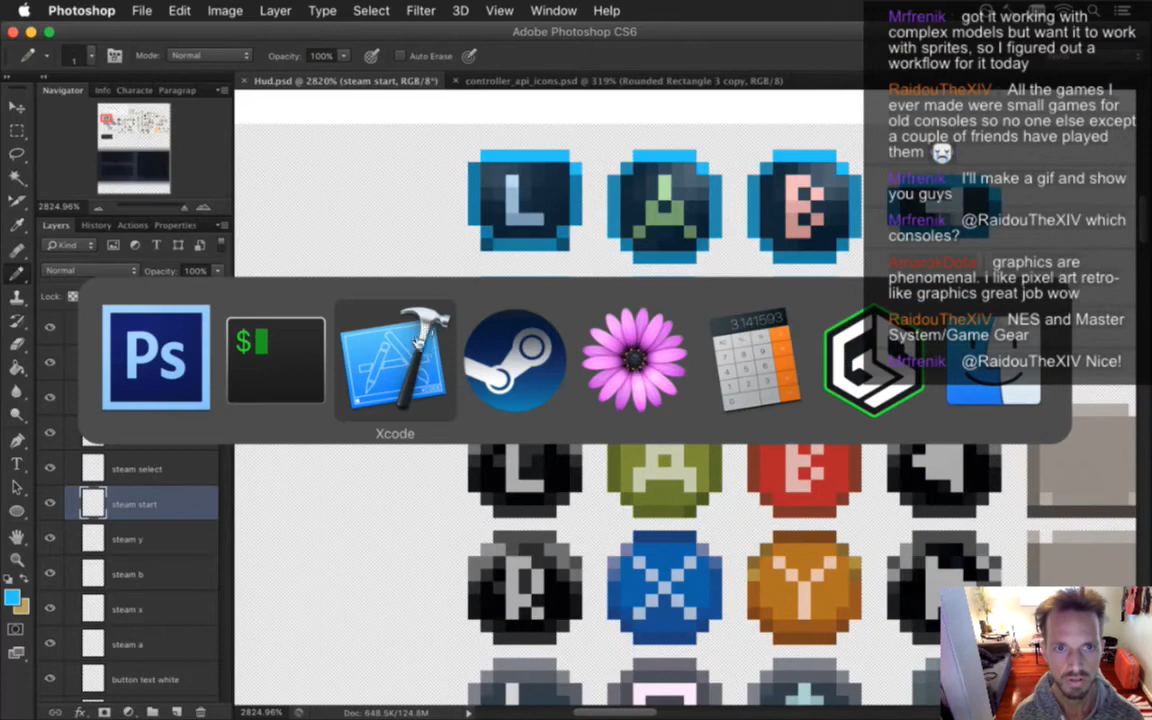 Photoshop File Edit Image Layer Type Select Filter 3D View Window Help
Adobe Photoshop CS6
1 Mode: Normal Opacity: 100% Auto Erase
Hud.psd @ 2820% (steam start, RGB/8*) controller_api_icons.psd @ 319% (Rounded Rectangle 3 copy, RGB/8)
Navigator Info Characte Paragrap
2824.96%
Layers History Actions Properties
Kind
Normal Opacity: 100%
Lock:
steam select
steam start
steam y
steam b
steam x
steam a
button text white
fx
L A B
Ps $ 3.141593
Xcode
L A B
R X Y
2824.96% Doc: 648.5K/124.8M
Mrfrenik got it working with
complex models but want it to work
with sprites, so I figured out a
workflow for it today
RaidouTheXIV All the games I
ever made were small games for
old consoles so no one else except
a couple of friends have played
them
Mrfrenik I'll make a gif and show
you guys
Mrfrenik @RaidouTheXIV which
consoles?
AmarokDota graphics are
phenomenal. i like pixel art retro-
like graphics great job wow
RaidouTheXIV NES and Master
System/Game Gear
Mrfrenik @RaidouTheXIV Nice!